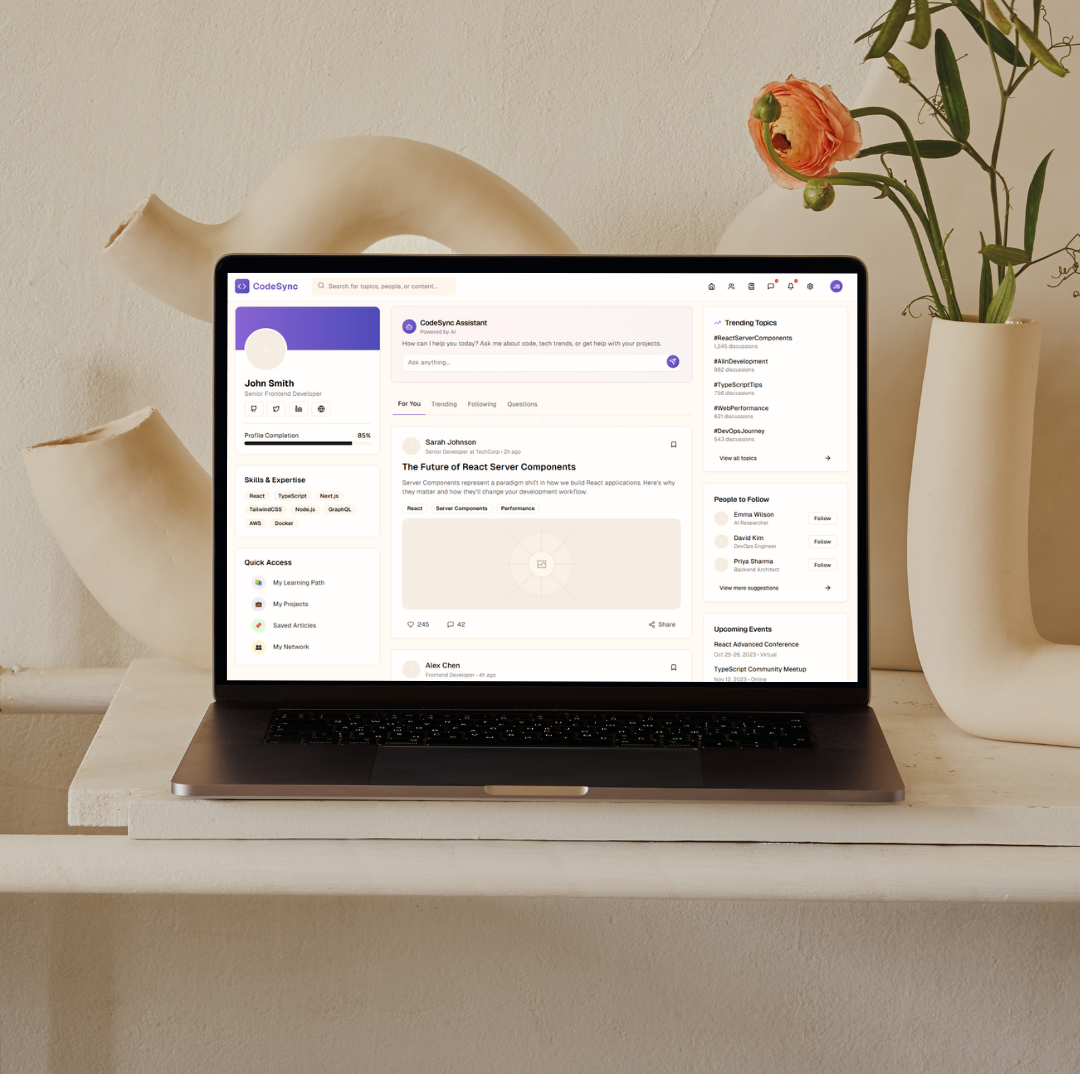 CodeSync
Search for topics, people, or content...
JS
John Smith
Senior Frontend Developer
Profile Completion 85%
Skills & Expertise
React TypeScript Next.js
TailwindCSS Node.js GraphQL
AWS Docker
Quick Access
My Learning Path
My Projects
Saved Articles
My Network
CodeSync Assistant
Powered by AI
How can I help you today? Ask me about code, tech trends, or get help with your projects.
Ask anything...
For You Trending Following Questions
Sarah Johnson
Senior Developer at TechCorp • 2h ago
The Future of React Server Components
Server Components represent a paradigm shift in how we build React applications. Here's why
they matter and how they'll change your development workflow.
React Server Components Performance
245 42 Share
Alex Chen
Frontend Developer • 4h ago
Trending Topics
#ReactServerComponents
1,245 discussions
#AIinDevelopment
982 discussions
#TypeScriptTips
756 discussions
#WebPerformance
621 discussions
#DevOpsJourney
543 discussions
View all topics
People to Follow
Emma Wilson
AI Researcher
Follow
David Kim
DevOps Engineer
Follow
Priya Sharma
Backend Architect
Follow
View more suggestions
Upcoming Events
React Advanced Conference
Oct 25-26, 2023 • Virtual
TypeScript Community Meetup
Nov 12, 2023 • Online